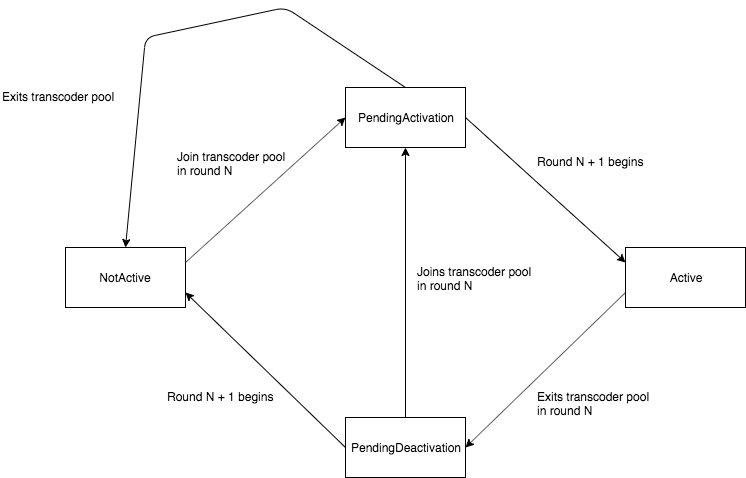 Exits transcoder pool
PendingActivation
Join transcoder pool
in round N
Round N + 1 begins
NotActive
Joins transcoder pool
in round N
Active
Round N + 1 begins
Exits transcoder pool
in round N
PendingDeactivation